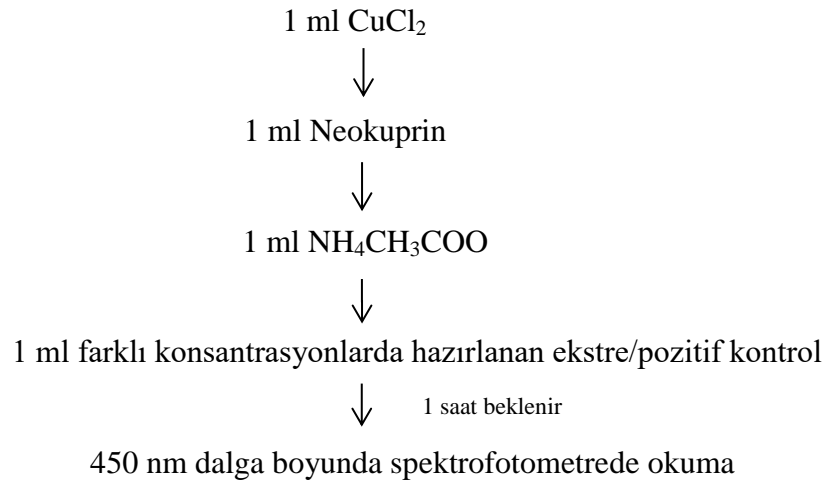 1 ml CuCl₂
1 ml Neokuprin
1 ml NH₄CH₃COO
1 ml farklı konsantrasyonlarda hazırlanan ekstre/pozitif kontrol
1 saat beklenir
450 nm dalga boyunda spektrofotometrede okuma